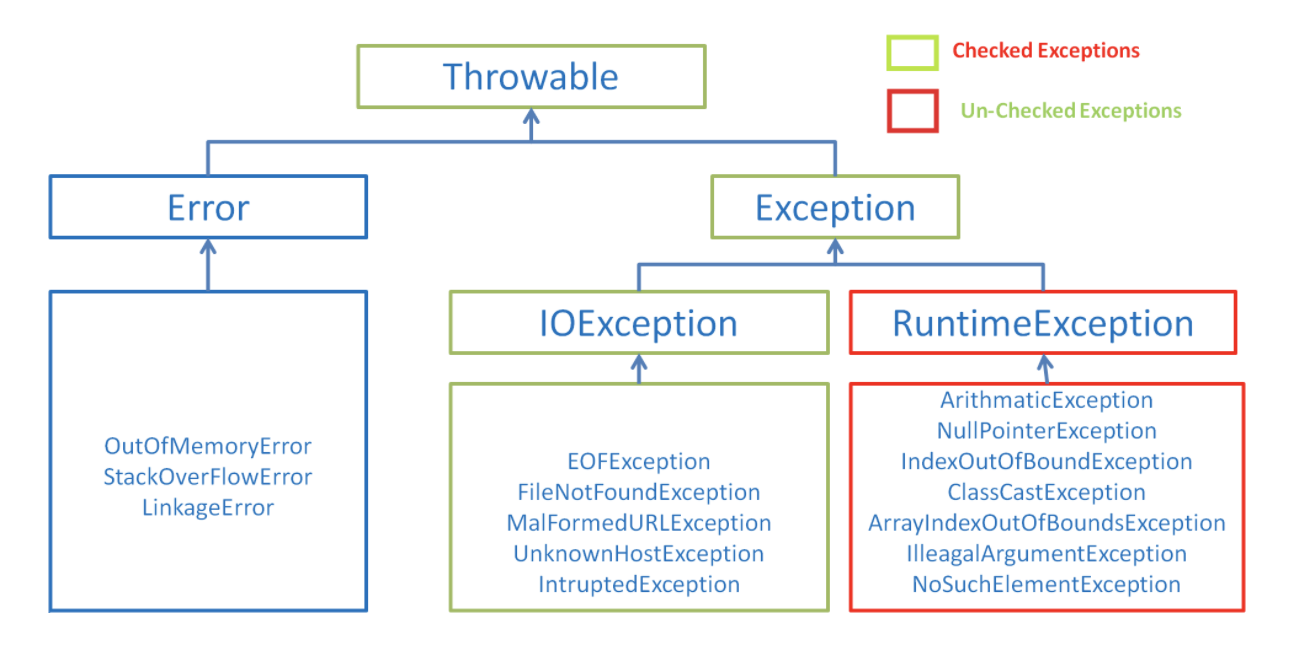 Throwable
Checked Exceptions
Un-Checked Exceptions
Error
Exception
IOException
RuntimeException
OutOfMemoryError
StackOverFlowError
LinkageError
EOFException
FileNotFoundException
MalFormedURLException
UnknownHostException
IntruptedException
ArithmaticException
NullPointerException
IndexOutOfBoundException
ClassCastException
ArrayIndexOutOfBoundsException
IlleagalArgumentException
NoSuchElementException